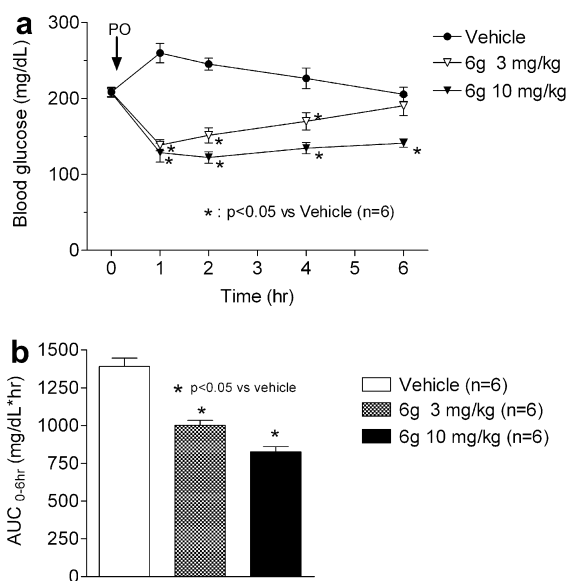 a
PO
300
200
100
0
Blood glucose (mg/dL)
Vehicle
6g 3 mg/kg
6g 10 mg/kg
*
*
*
*
*
*
*
* : p<0.05 vs Vehicle (n=6)
0 1 2 3 4 5 6
Time (hr)
b
1500
1250
1000
750
500
250
0
AUC 0-6hr (mg/dL*hr)
* p<0.05 vs vehicle
*
*
Vehicle (n=6)
6g 3 mg/kg (n=6)
6g 10 mg/kg (n=6)